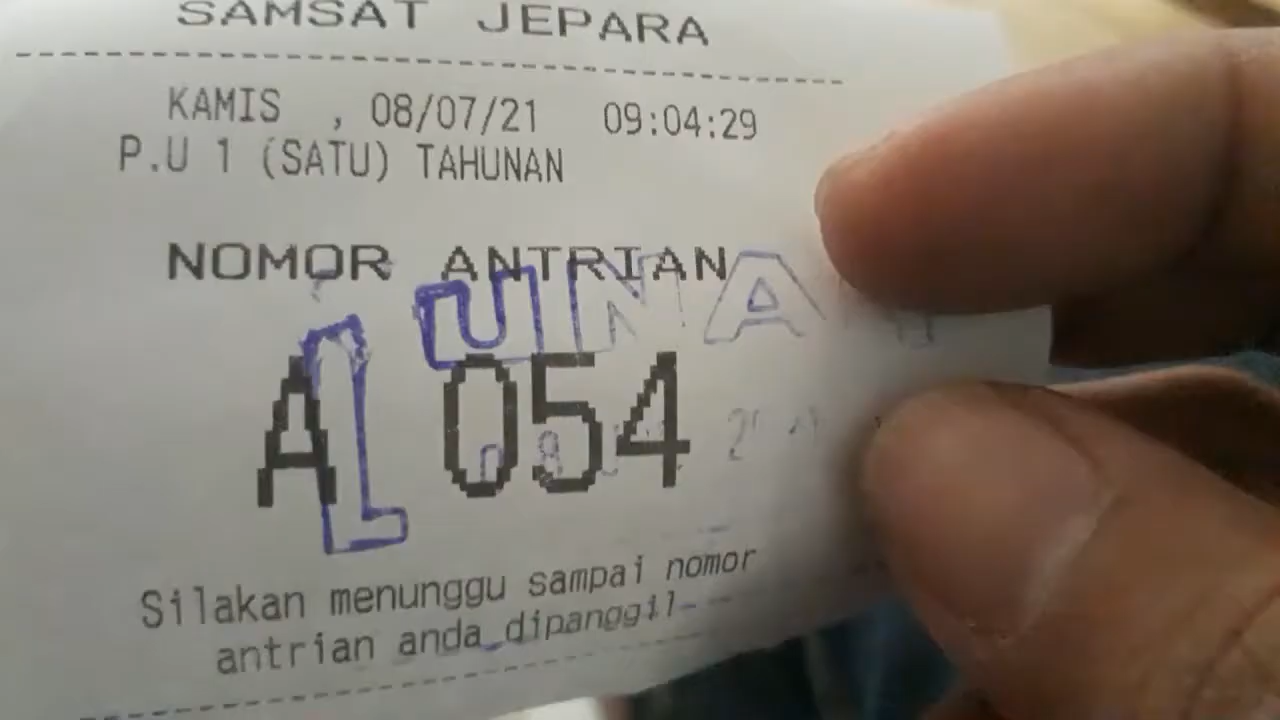 SAMSAT JEPARA
KAMIS , 08/07/21 09:04:29
P.U 1 (SATU) TAHUNAN
NOMOR ANTRIAN
A 054
Silakan menunggu sampai nomor
antrian anda dipanggil